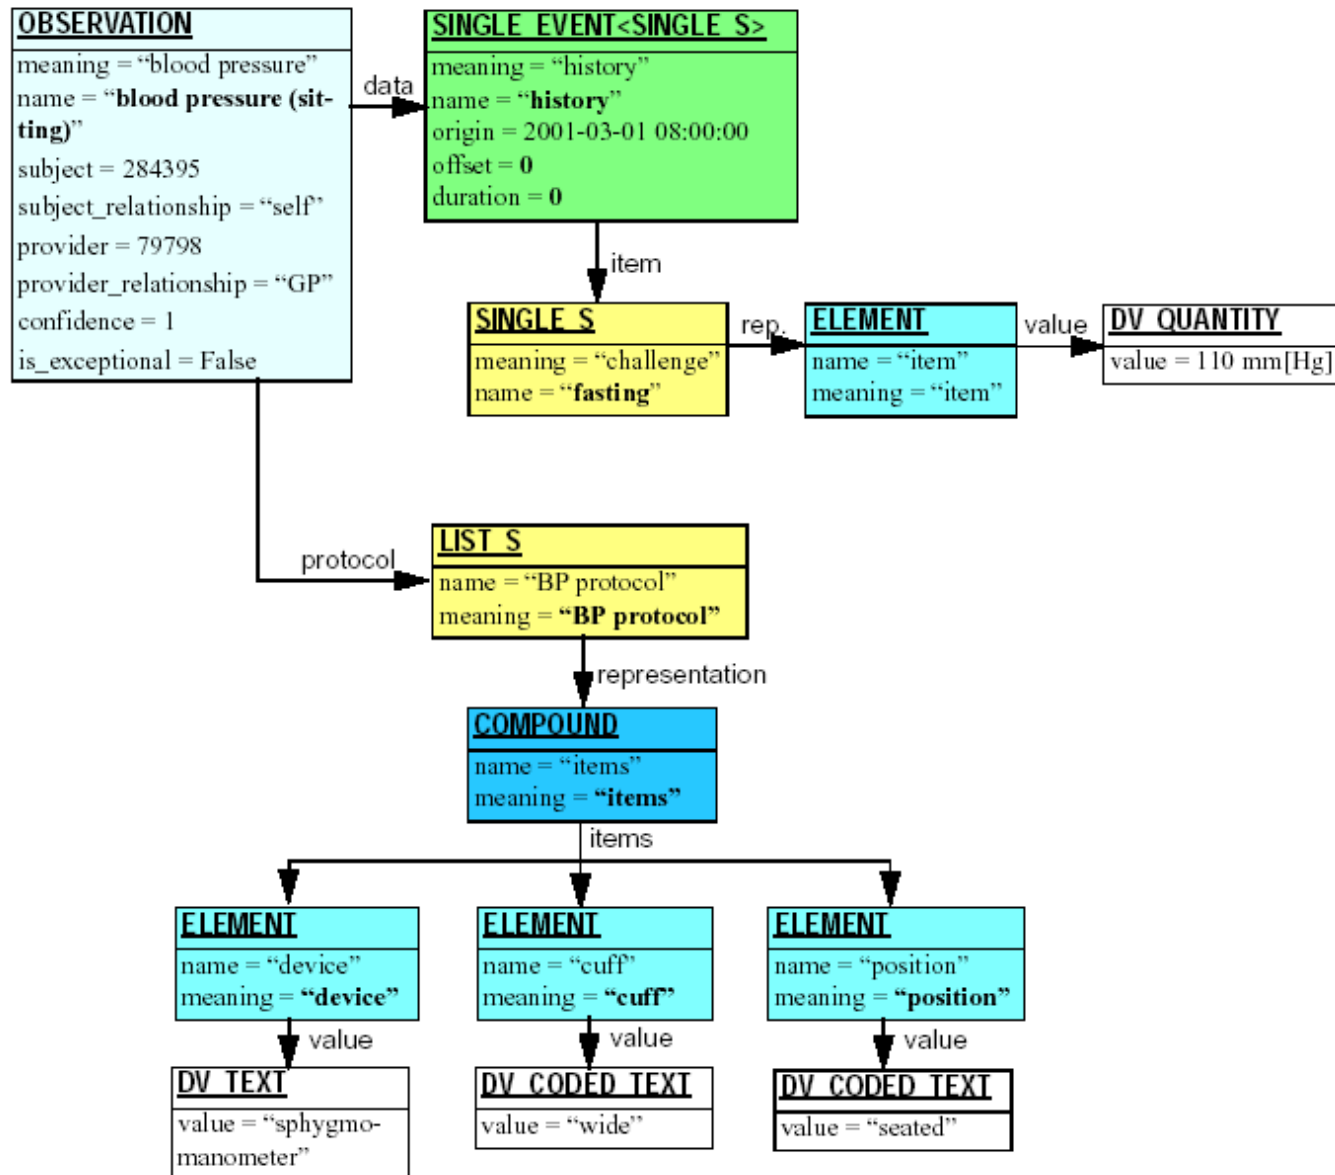 OBSERVATION
meaning = “blood pressure”
name = “blood pressure (sit-
ting)”
subject = 284395
subject_relationship = “self”
provider = 79798
provider_relationship = “GP”
confidence = 1
is_exceptional = False
data
SINGLE_EVENT<SINGLE_S>
meaning = “history”
name = “history”
origin = 2001-03-01 08:00:00
offset = 0
duration = 0
item
SINGLE_S
meaning = “challenge”
name = “fasting”
rep.
ELEMENT
name = “item”
meaning = “item”
value
DV_QUANTITY
value = 110 mm[Hg]
protocol
LIST_S
name = “BP protocol”
meaning = “BP protocol”
representation
COMPOUND
name = “items”
meaning = “items”
items
ELEMENT
name = “device”
meaning = “device”
value
DV_TEXT
value = “sphygmo-
manometer”
ELEMENT
name = “cuff”
meaning = “cuff”
value
DV_CODED_TEXT
value = “wide”
ELEMENT
name = “position”
meaning = “position”
value
DV_CODED_TEXT
value = “seated”